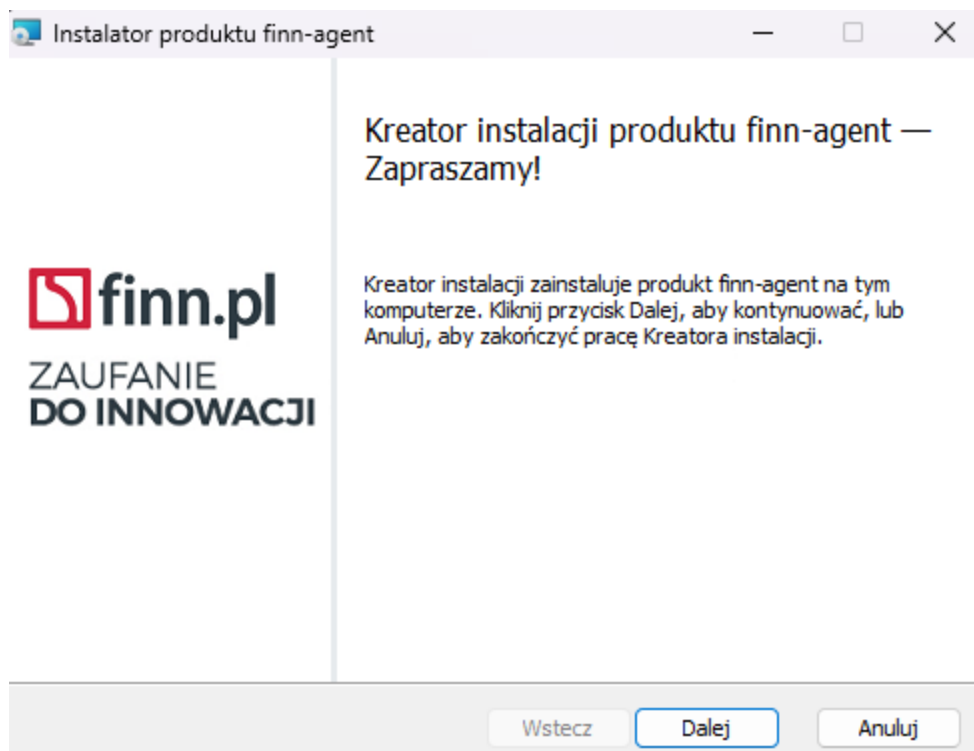 Instalator produktu finn-agent
Kreator instalacji produktu finn-agent —
Zapraszamy!
finn.pl
ZAUFANIE
DO INNOWACJI
Kreator instalacji zainstaluje produkt finn-agent na tym
komputerze. Kliknij przycisk Dalej, aby kontynuować, lub
Anuluj, aby zakończyć pracę Kreatora instalacji.
Wstecz
Dalej
Anuluj